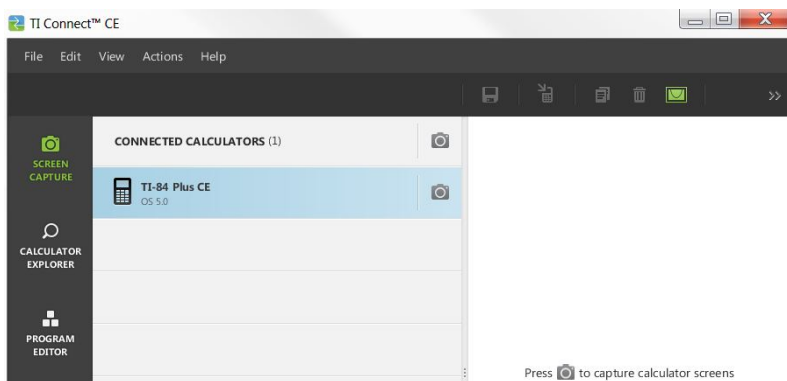 TI Connect™ CE
File Edit View Actions Help
SCREEN
CAPTURE
CONNECTED CALCULATORS (1)
TI-84 Plus CE
OS 5.0
CALCULATOR
EXPLORER
PROGRAM
EDITOR
Press to capture calculator screens